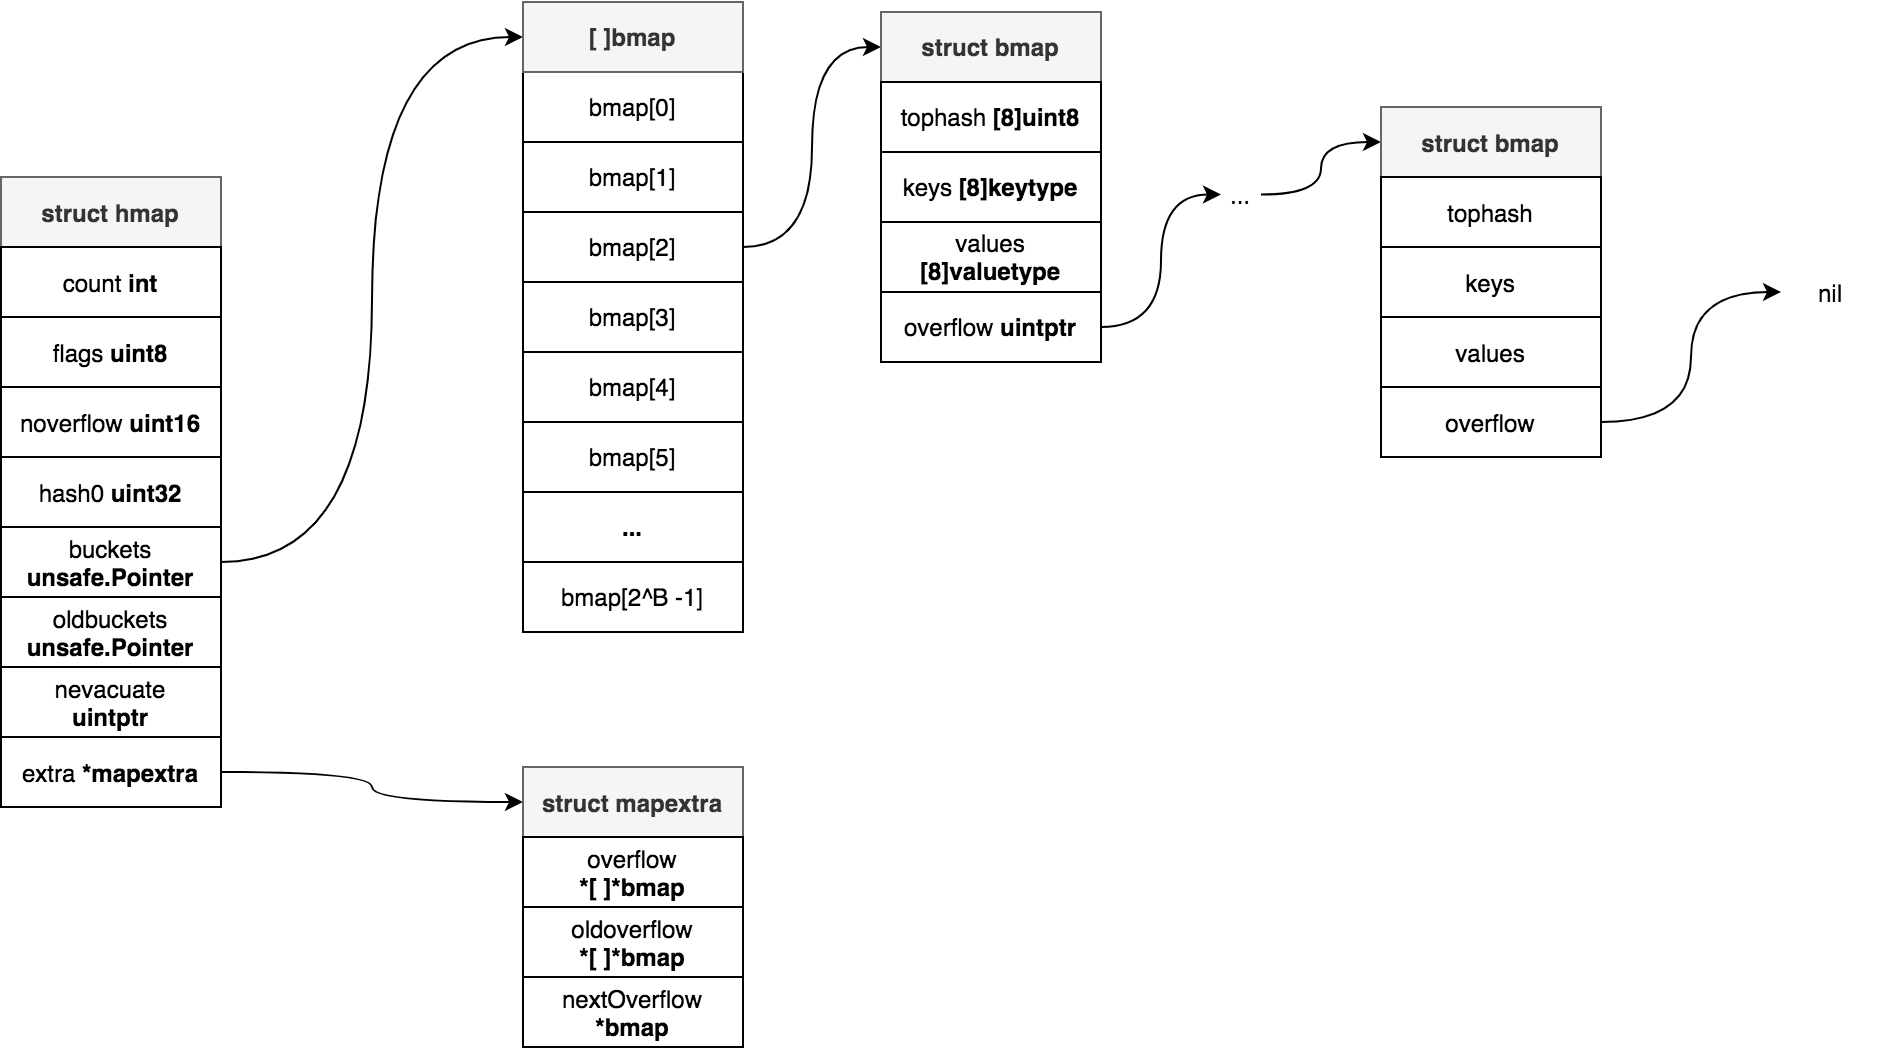 struct hmap
count int
flags uint8
noverflow uint16
hash0 uint32
buckets
unsafe.Pointer
oldbuckets
unsafe.Pointer
nevacuate
uintptr
extra *mapextra
[ ]bmap
bmap[0]
bmap[1]
bmap[2]
bmap[3]
bmap[4]
bmap[5]
...
bmap[2^B -1]
struct mapextra
overflow
*[ ]*bmap
oldoverflow
*[ ]*bmap
nextOverflow
*bmap
struct bmap
tophash [8]uint8
keys [8]keytype
values
[8]valuetype
overflow uintptr
...
struct bmap
tophash
keys
values
overflow
nil